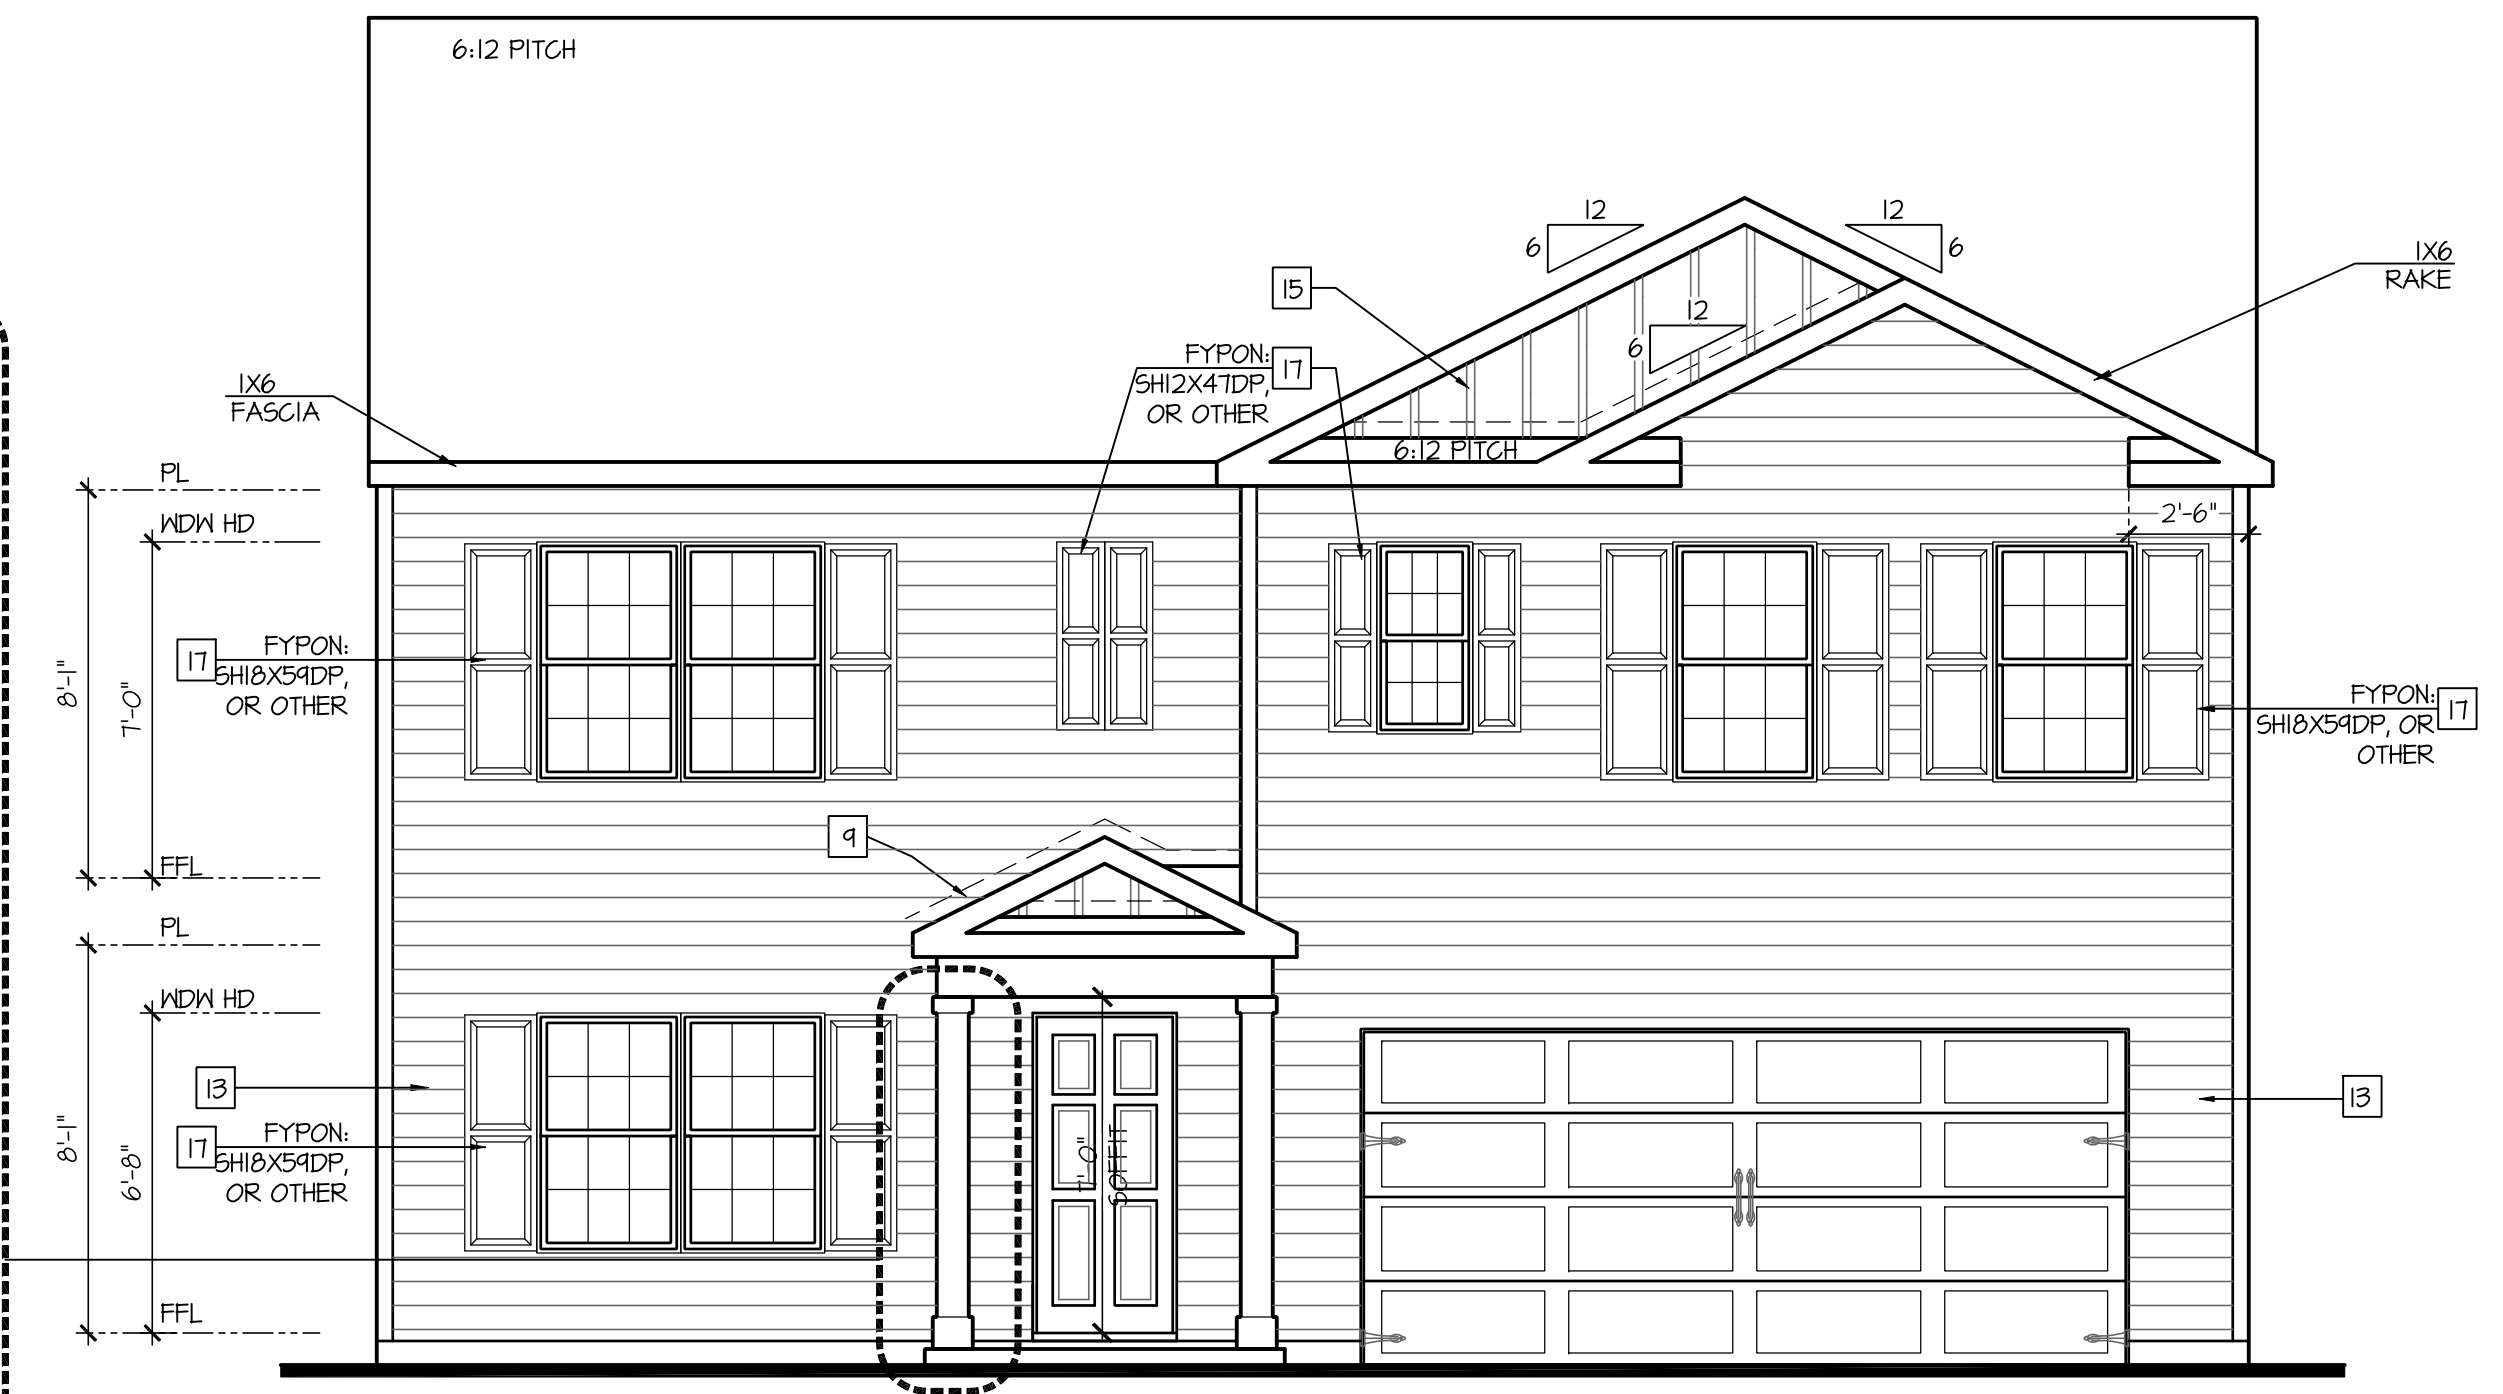 6:12 PITCH
12
6
12
6
1X6
RAKE
15
12
6
FYPON:
SH12X47DP,
OR OTHER
17
1X6
FASCIA
6:12 PITCH
PL
WDW HD
2'-6"
17
FYPON:
SH18X59DP,
OR OTHER
8'-1"
7'-0"
FYPON:
SH18X59DP, OR
OTHER
17
9
FFL
PL
WDW HD
13
13
17
FYPON:
SH18X59DP,
OR OTHER
8'-1"
6'-8"
7'-0"
SOFFIT
FFL